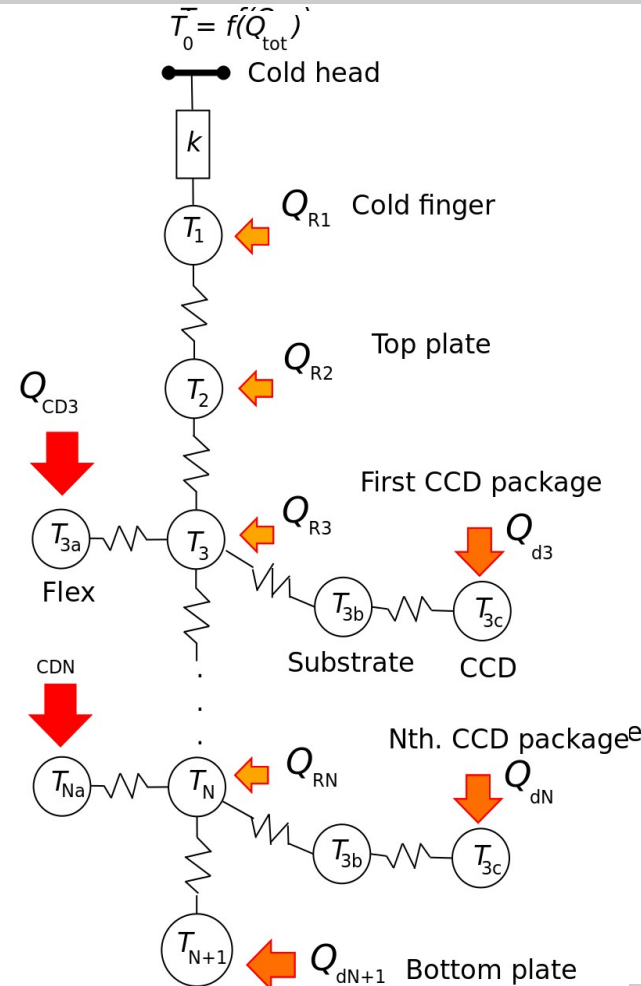 T0 = f(Qtot)
Cold head
k
T1
QR1
Cold finger
Top plate
T2
QR2
QCD3
First CCD package
T3a
T3
QR3
Qd3
Flex
T3b
T3c
Substrate
CCD
.
.
.
CDN
Nth. CCD package
TNa
TN
QRN
QdN
T3b
T3c
TN+1
QdN+1
Bottom plate